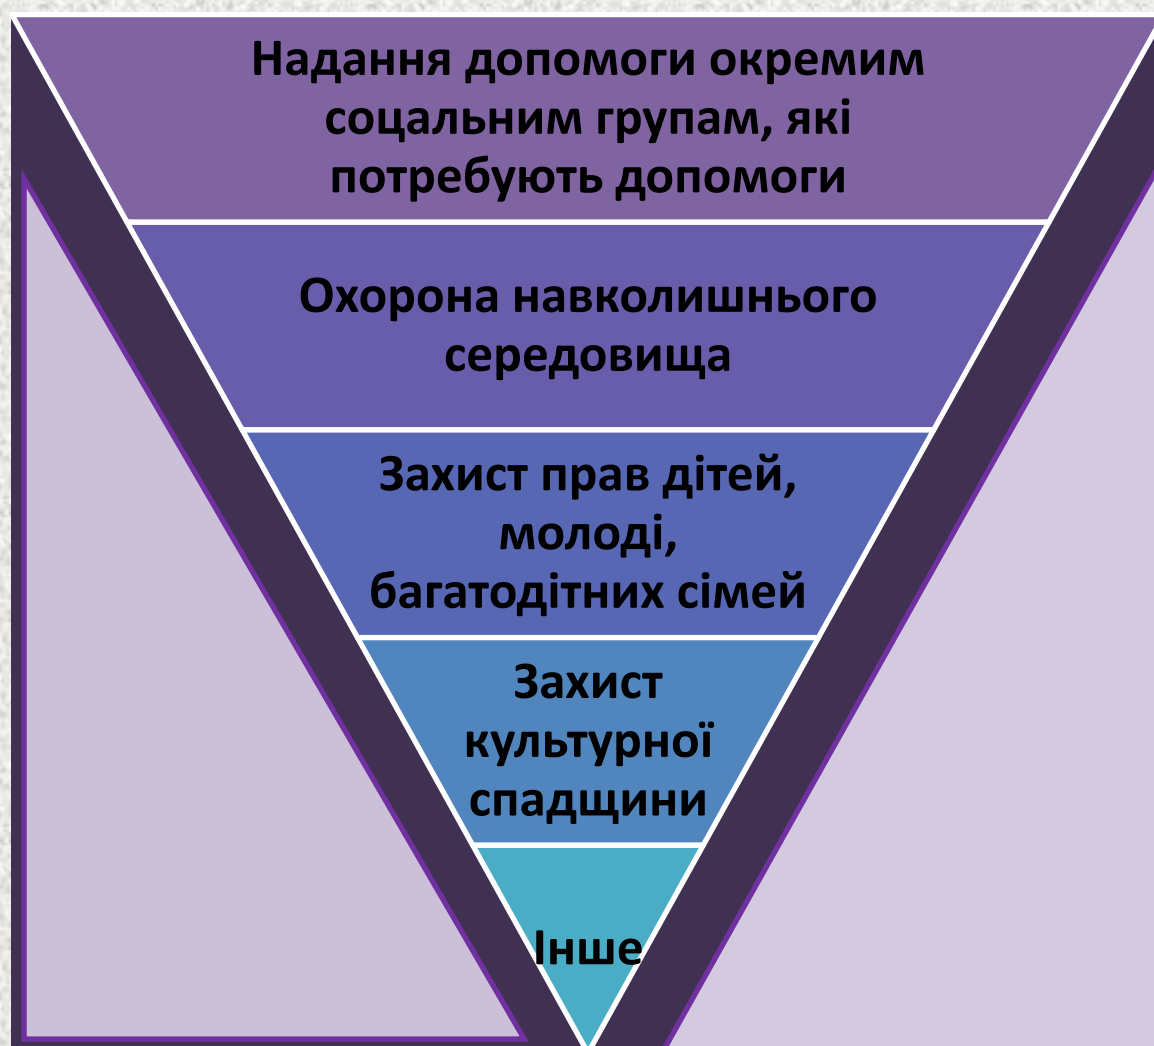 Надання допомоги окремим
соцальним групам, які
потребують допомоги
Охорона навколишнього
середовища
Захист прав дітей,
молоді,
багатодітних сімей
Захист
культурної
спадщини
Інше